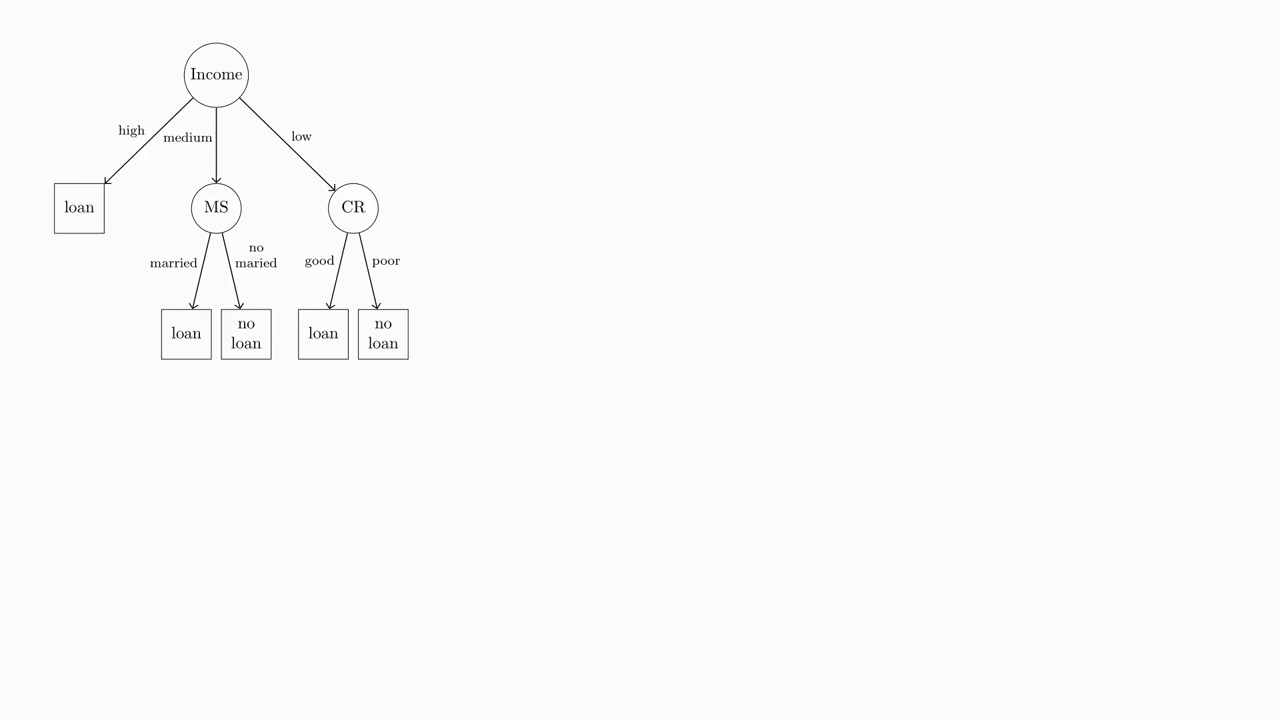 Income
high
medium
low
loan
MS
CR
married
no
maried
good
poor
loan
no
loan
loan
no
loan